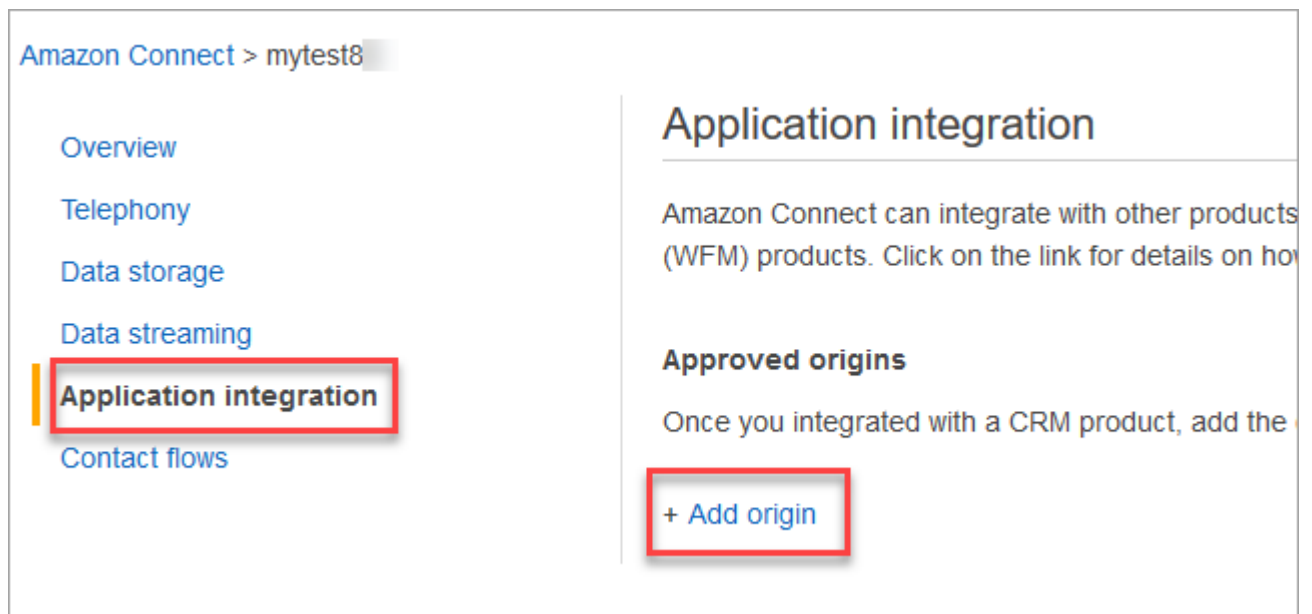 Amazon Connect > mytest8
Overview
Telephony
Data storage
Data streaming
Application integration
Contact flows
Application integration
Amazon Connect can integrate with other products
(WFM) products. Click on the link for details on how
Approved origins
Once you integrated with a CRM product, add the
+ Add origin